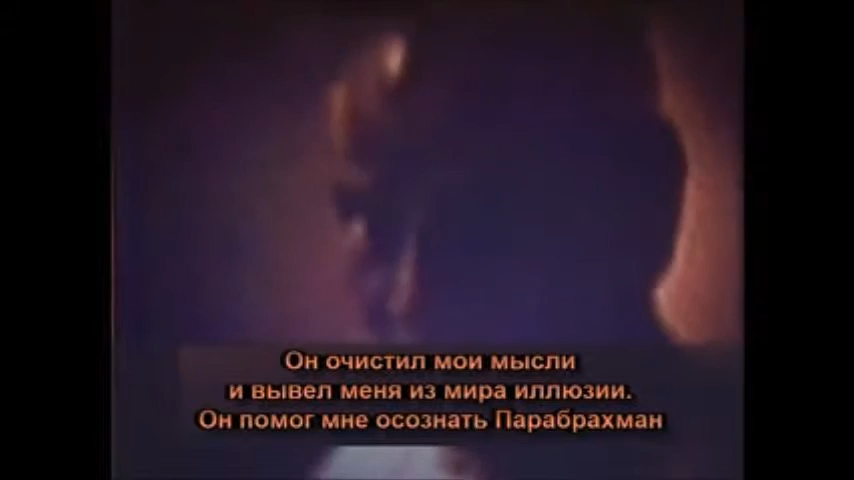 Он очистил мои мысли
и вывел меня из мира иллюзии.
Он помог мне осознать Парабрахман